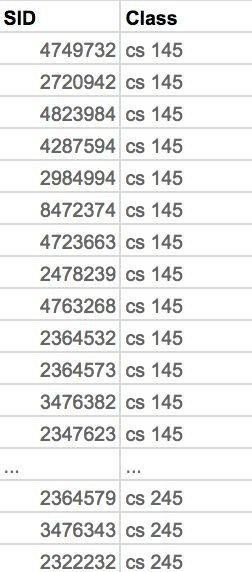 SID Class
4749732 cs 145
2720942 cs 145
4823984 cs 145
4287594 cs 145
2984994 cs 145
8472374 cs 145
4723663 cs 145
2478239 cs 145
4763268 cs 145
2364532 cs 145
2364573 cs 145
3476382 cs 145
2347623 cs 145
... ...
2364579 cs 245
3476343 cs 245
2322232 cs 245